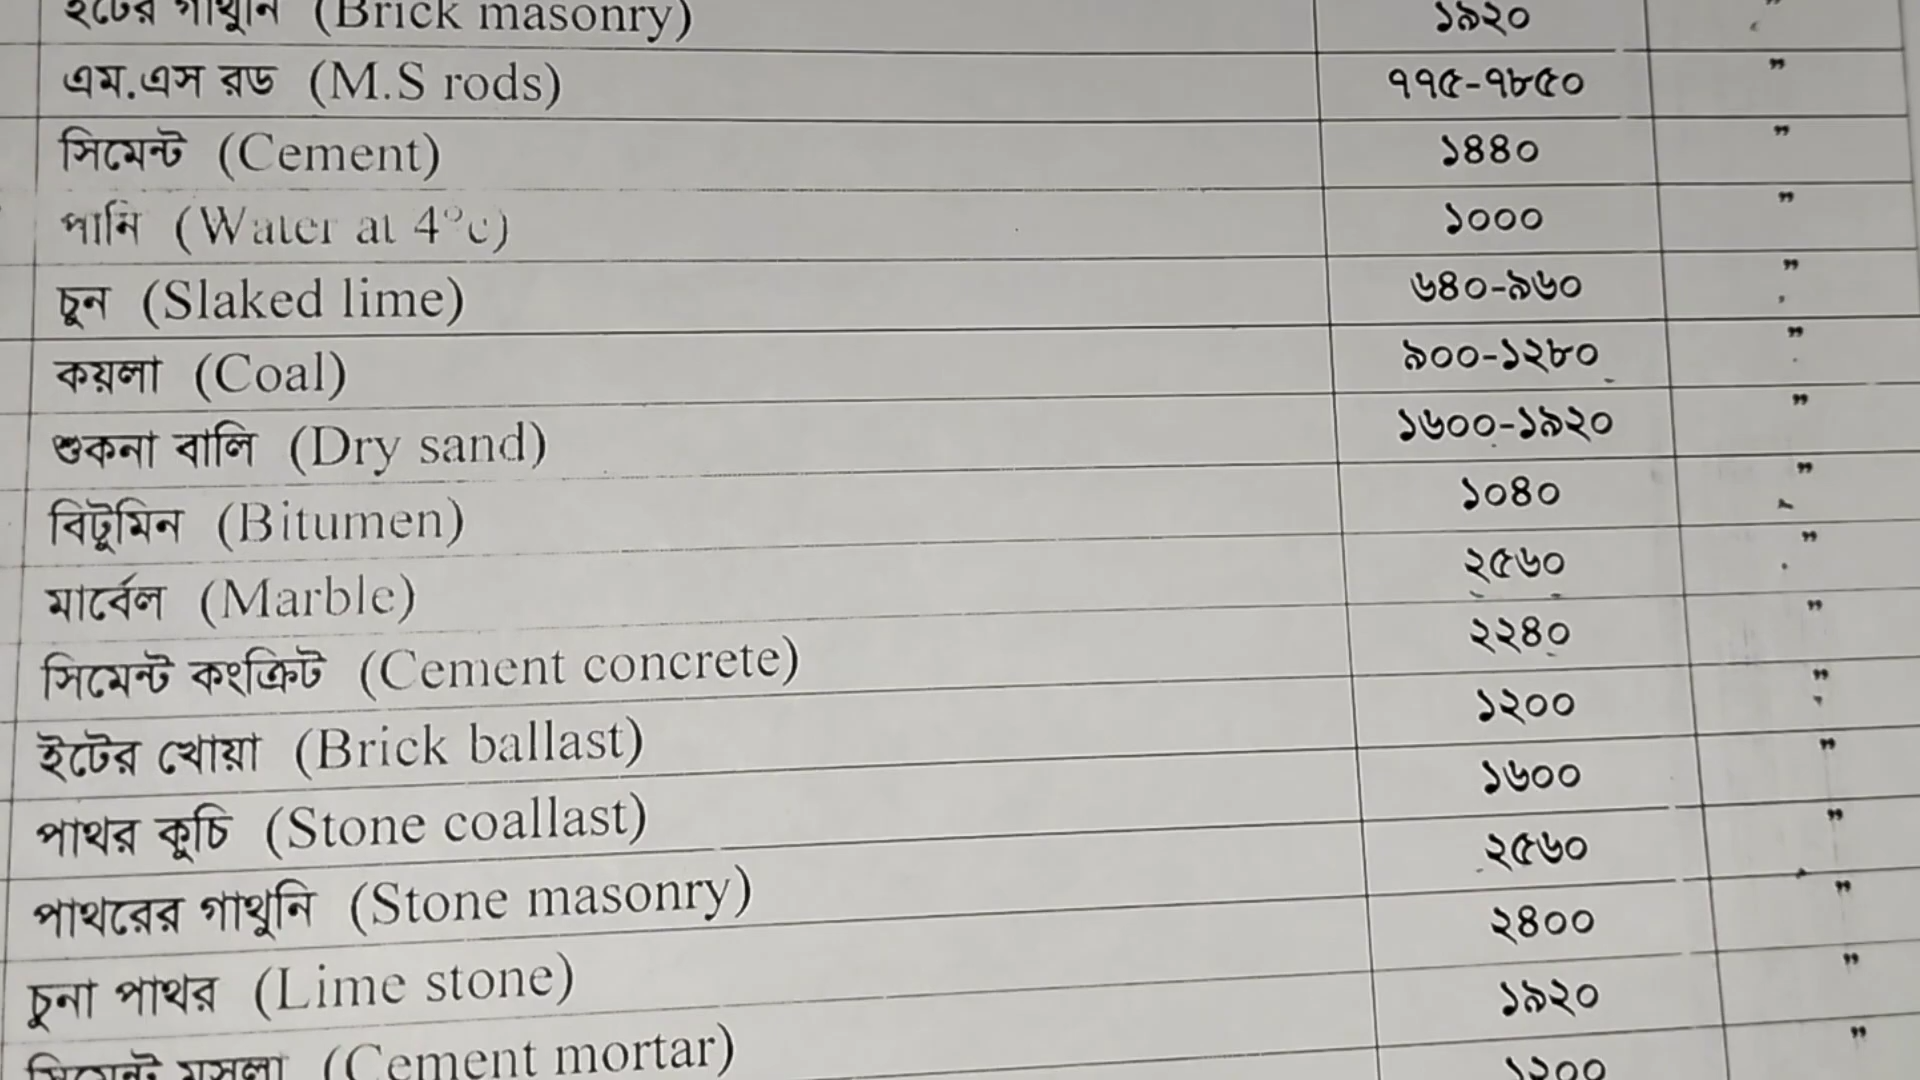 ইটের গাথুনি (Brick masonry) ১৯২০ "
এম.এস রড (M.S rods) ৭৭৫-৭৮৫০ "
সিমেন্ট (Cement) ১৪৪০ "
পানি (Water at 4°c) ১০০০ "
চুন (Slaked lime) ৬৪০-৯৬০ "
কয়লা (Coal) ৯০০-১২৮০ "
শুকনা বালি (Dry sand) ১৬০০-১৯২০ "
বিটুমিন (Bitumen) ১০৪০ "
মার্বেল (Marble) ২৫৬০ "
সিমেন্ট কংক্রিট (Cement concrete) ২২৪০ "
ইটের খোয়া (Brick ballast) ১২০০ "
পাথর কুচি (Stone coallast) ১৬০০ "
পাথরের গাথুনি (Stone masonry) ২৫৬০ "
চুনা পাথর (Lime stone) ২৪০০ "
সিমেন্ট মসলা (Cement mortar) ১৯২০ "
১২০০ "